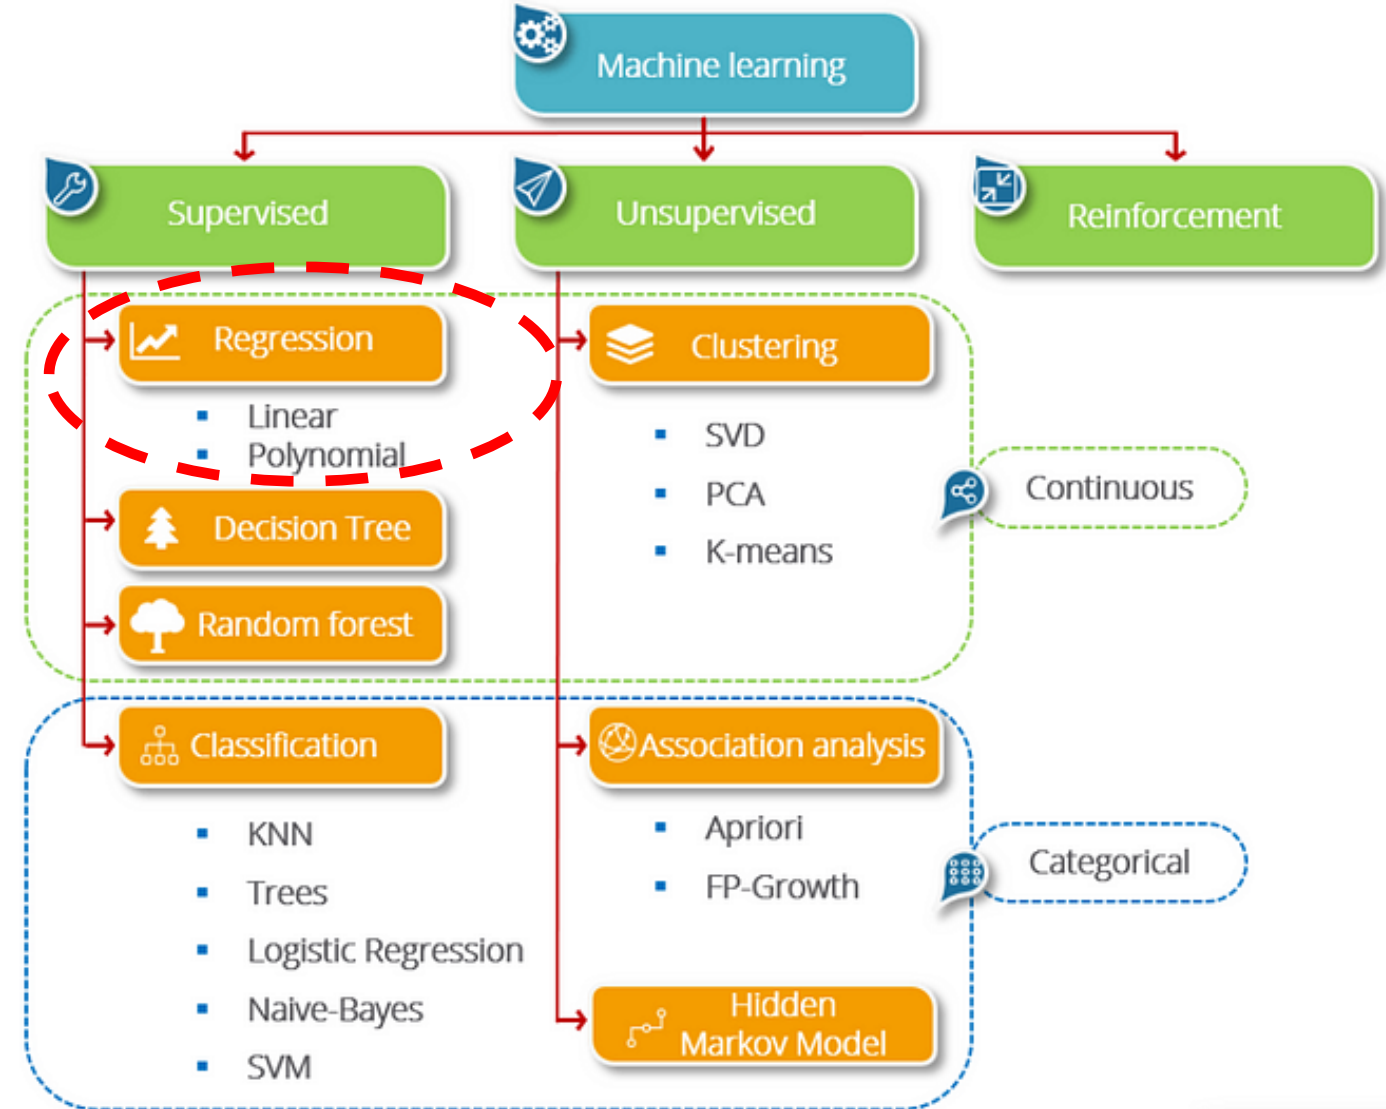 Machine learning
Supervised
Unsupervised
Reinforcement
Regression
Linear
Polynomial
Decision Tree
Random forest
Clustering
SVD
PCA
K-means
Continuous
Classification
KNN
Trees
Logistic Regression
Naive-Bayes
SVM
Association analysis
Apriori
FP-Growth
Hidden
Markov Model
Categorical